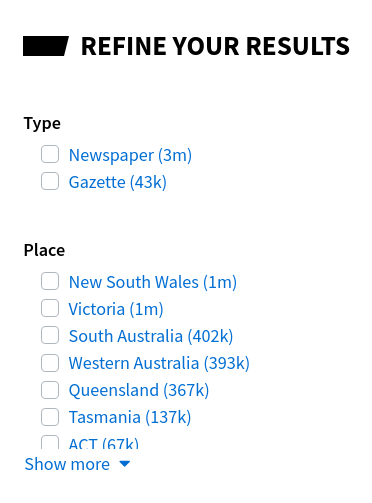 REFINE YOUR RESULTS
Type
Newspaper (3m)
Gazette (43k)
Place
New South Wales (1m)
Victoria (1m)
South Australia (402k)
Western Australia (393k)
Queensland (367k)
Tasmania (137k)
ACT (67k)
Show more